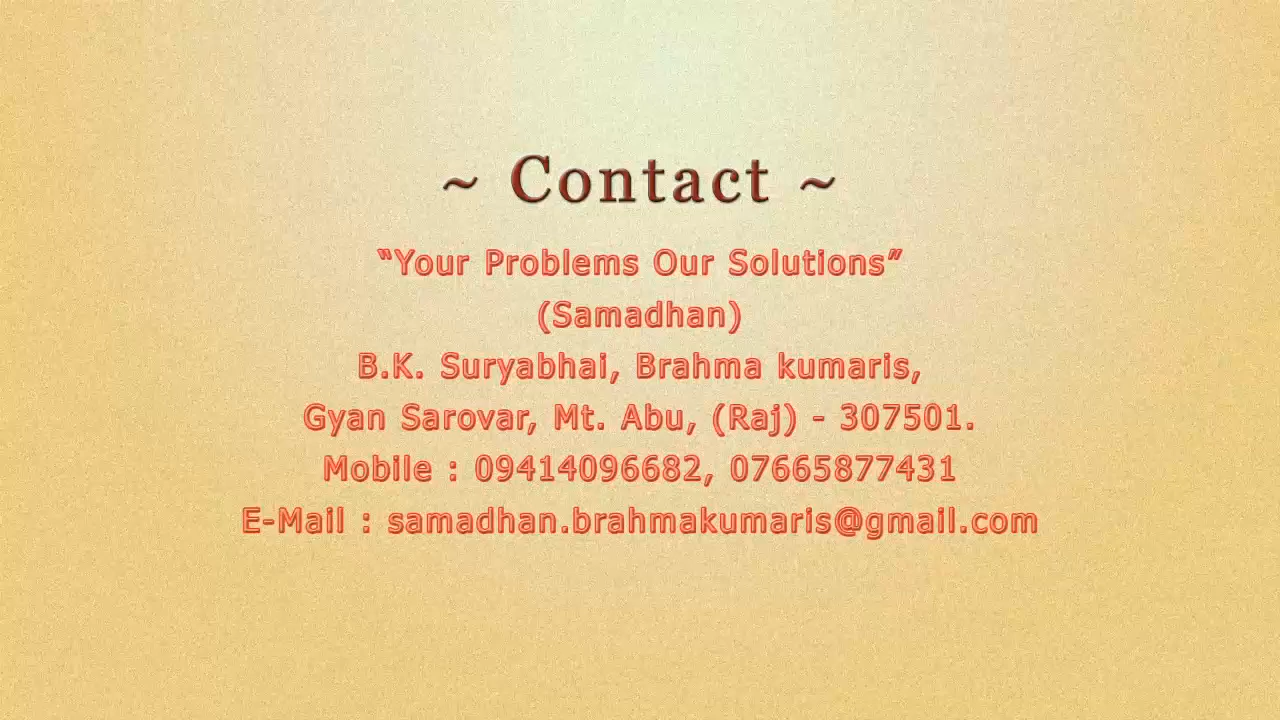 ~ Contact ~
“Your Problems Our Solutions”
(Samadhan)
B.K. Suryabhai, Brahma kumaris,
Gyan Sarovar, Mt. Abu, (Raj) - 307501.
Mobile : 09414096682, 07665877431
E-Mail : samadhan.brahmakumaris@gmail.com